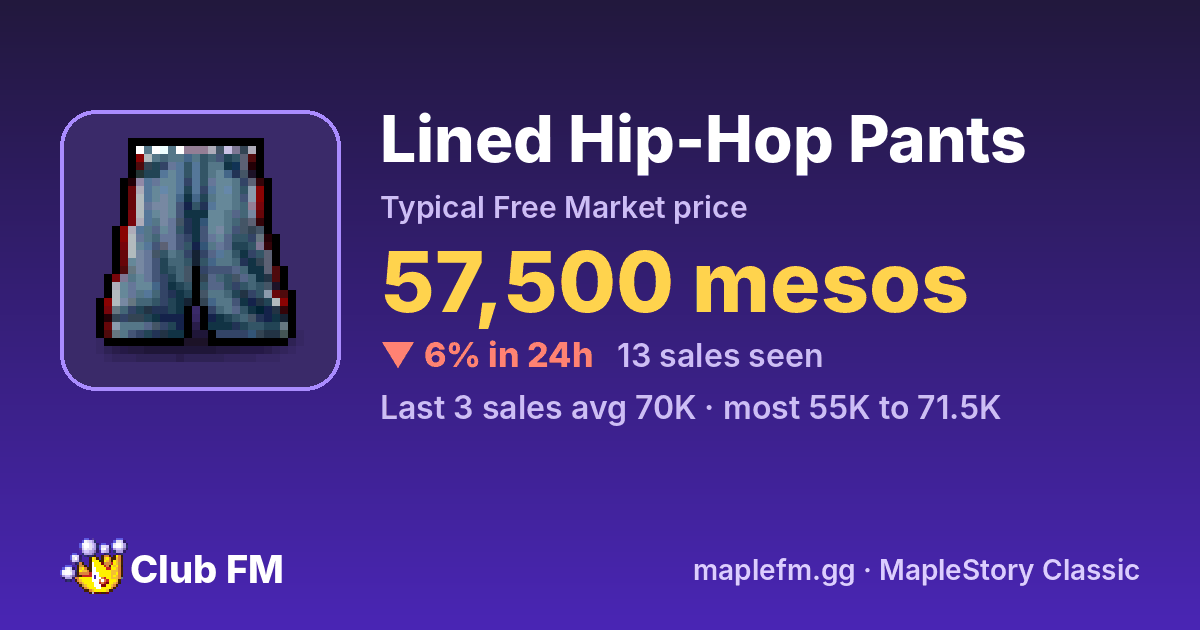 Lined Hip-Hop Pants
Typical Free Market price
57,500 mesos
▼ 6% in 24h 13 sales seen
Last 3 sales avg 70K · most 55K to 71.5K
Club FM
maplefm.gg · MapleStory Classic